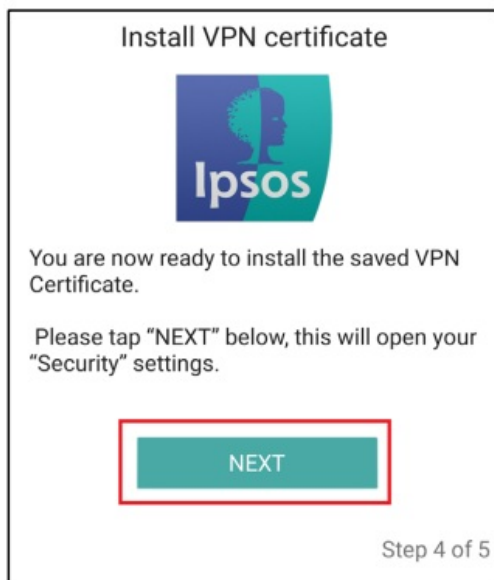 Install VPN certificate
Ipsos
You are now ready to install the saved VPN
Certificate.
Please tap “NEXT” below, this will open your
“Security” settings.
NEXT
Step 4 of 5